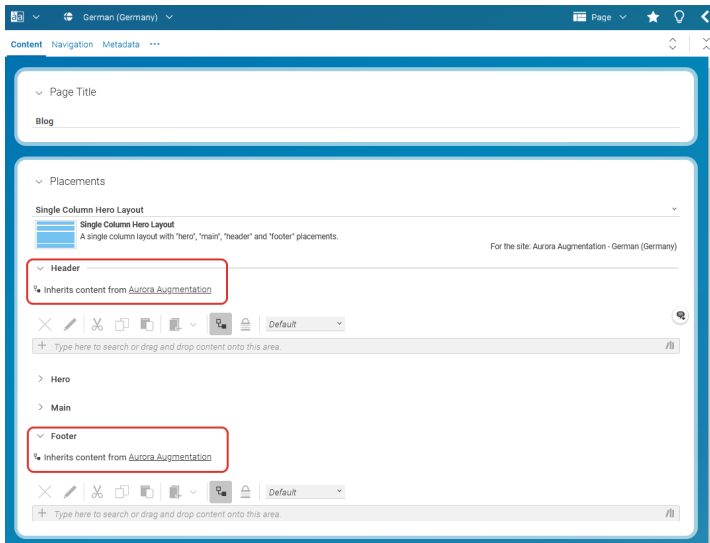 German (Germany)
Page
Content Navigation Metadata
Page Title
Blog
Placements
Single Column Hero Layout
Single Column Hero Layout
A single column layout with "hero", "main", "header" and "footer" placements.
For the site: Aurora Augmentation - German (Germany)
Header
Inherits content from Aurora Augmentation
Default
Type here to search or drag and drop content onto this area.
Hero
Main
Footer
Inherits content from Aurora Augmentation
Default
Type here to search or drag and drop content onto this area.